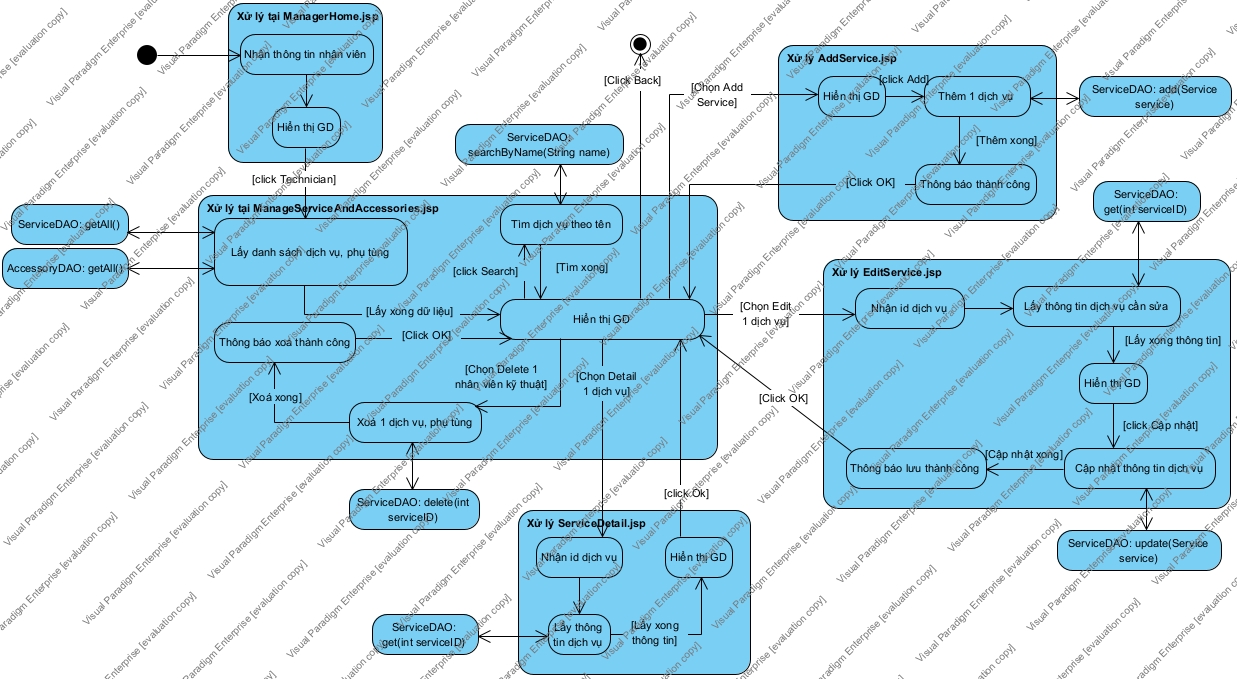 Xử lý tại ManagerHome.jsp
Nhận thông tin nhân viên
Hiển thị GD
[click Technician]
[Click Back]
[Chọn Add
Service]
Xử lý AddService.jsp
Hiển thị GD
[click Add]
Thêm 1 dịch vụ
ServiceDAO: add(Service
service)
[Thêm xong]
Thông báo thành công
[Click OK]
ServiceDAO:
searchByName(String name)
Xử lý tại ManageServiceAndAccessories.jsp
ServiceDAO: getAll()
AccessoryDAO: getAll()
Lấy danh sách dịch vụ, phụ tùng
Tìm dịch vụ theo tên
[click Search]
[Tìm xong]
[Lấy xong dữ liệu]
Hiển thị GD
Thông báo xoá thành công
[Click OK]
[Chọn Delete 1
nhân viên kỹ thuật]
[Chọn Detail
1 dịch vụ]
[Xoá xong]
Xoá 1 dịch vụ, phụ tùng
ServiceDAO: delete(int
serviceID)
[Chọn Edit
1 dịch vụ]
ServiceDAO:
get(int serviceID)
Xử lý EditService.jsp
Nhận id dịch vụ
Lấy thông tin dịch vụ cần sửa
[Lấy xong thông tin]
Hiển thị GD
[click Cập nhật]
[Click OK]
Thông báo lưu thành công
[Cập nhật xong]
Cập nhật thông tin dịch vụ
ServiceDAO: update(Service
service)
[click Ok]
Xử lý ServiceDetail.jsp
Nhận id dịch vụ
Hiển thị GD
ServiceDAO:
get(int serviceID)
Lấy thông
tin dịch vụ
[Lấy xong
thông tin]
Visual Paradigm Enterprise [evaluation copy]